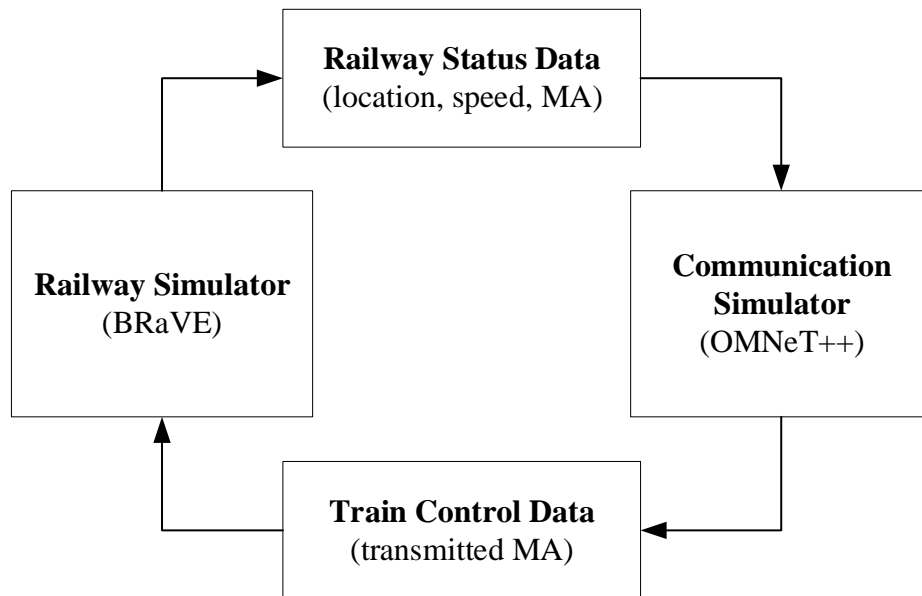 Railway Status Data
(location, speed, MA)
Railway Simulator
(BRaVE)
Communication
Simulator
(OMNeT++)
Train Control Data
(transmitted MA)